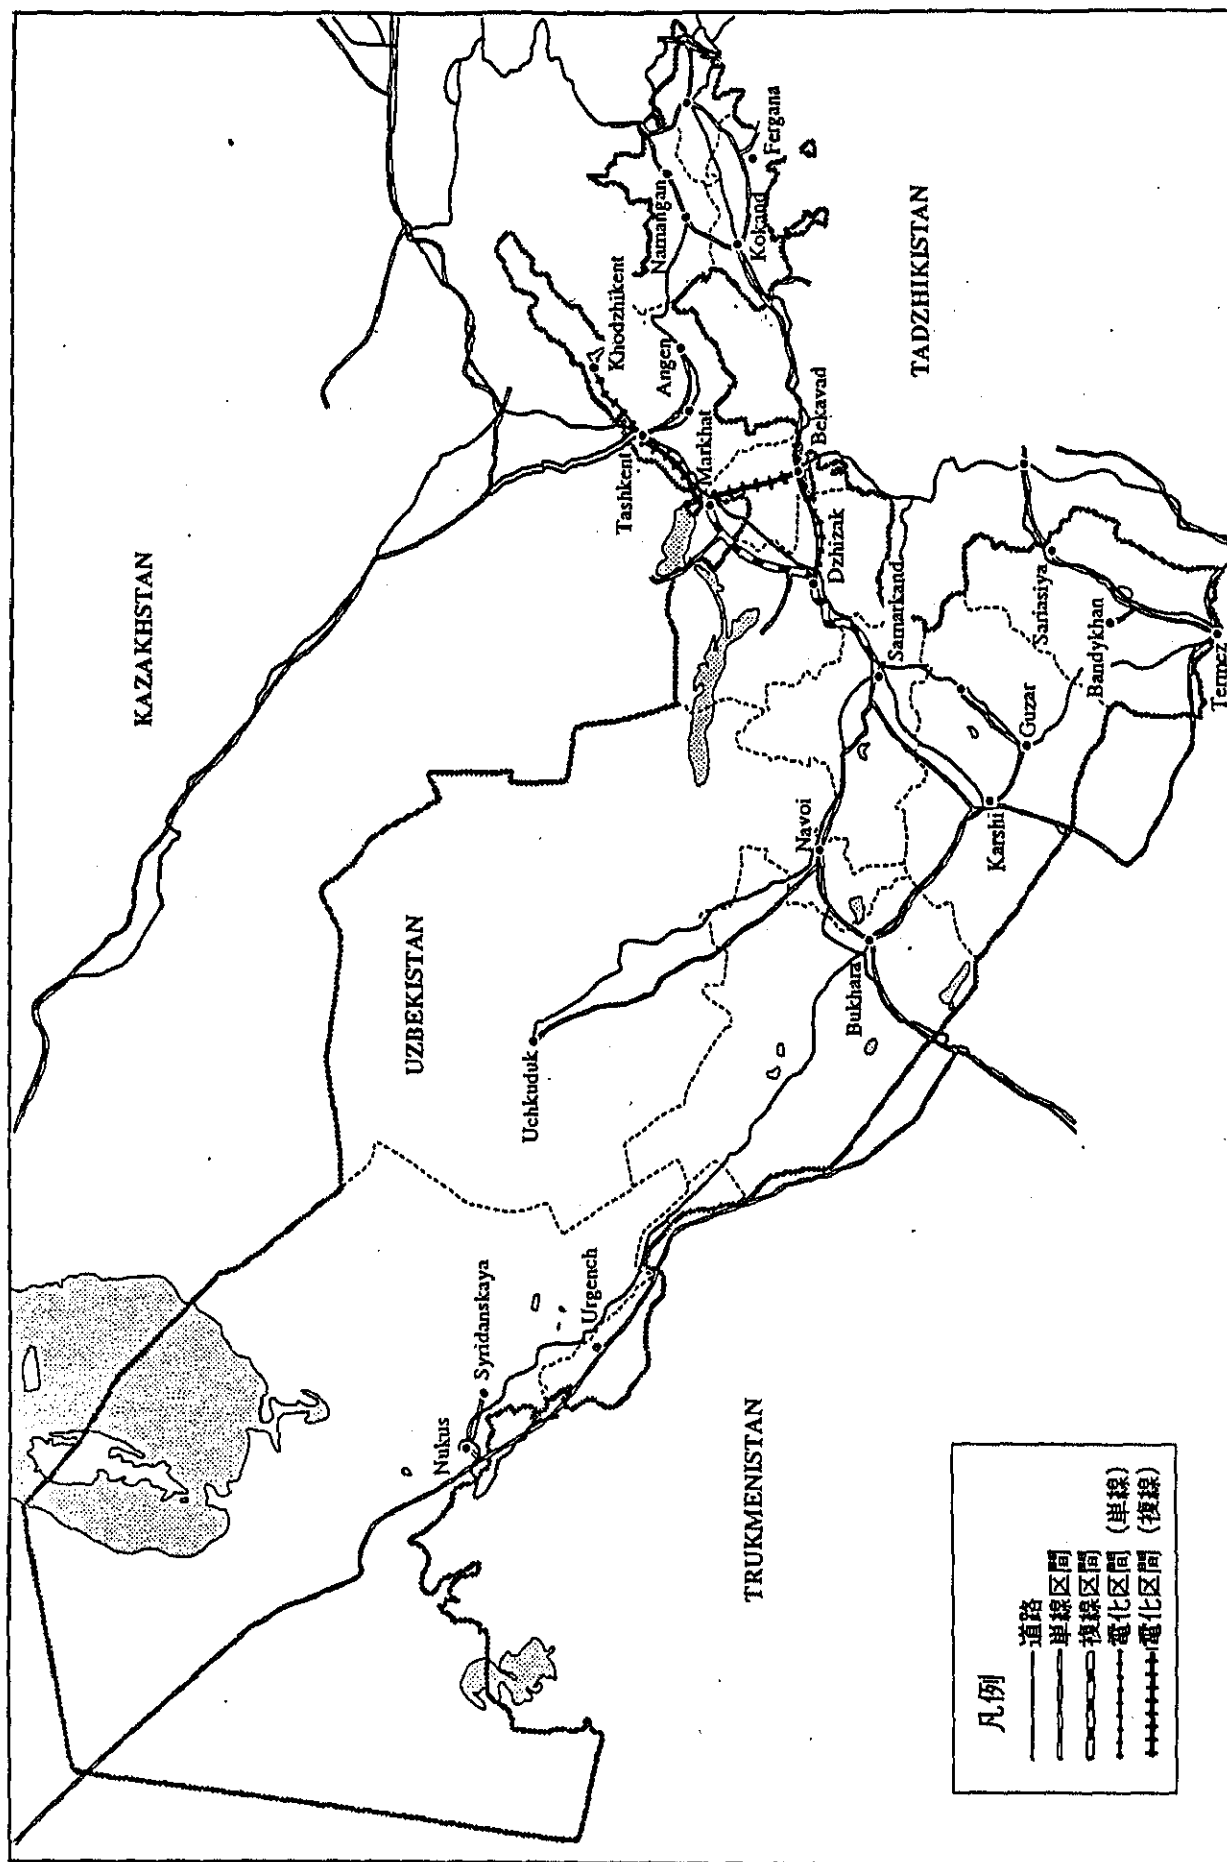 KAZAKHSTAN
UZBEKISTAN
TRUKMENISTAN
TADZHIKISTAN
Nukus
Syridanskaya
Urgench
Uchkuduk
Bukhara
Navoi
Karshi
Guzar
Samarkand
Dzhizak
Bekavad
Markhat
Tashkent
Angen
Khodzhikent
Namangan
Kokand
Fergana
Sariasiya
Bandykhan
Termez
凡例
道路
単線区間
複線区間
電化区間 (単線)
電化区間 (複線)